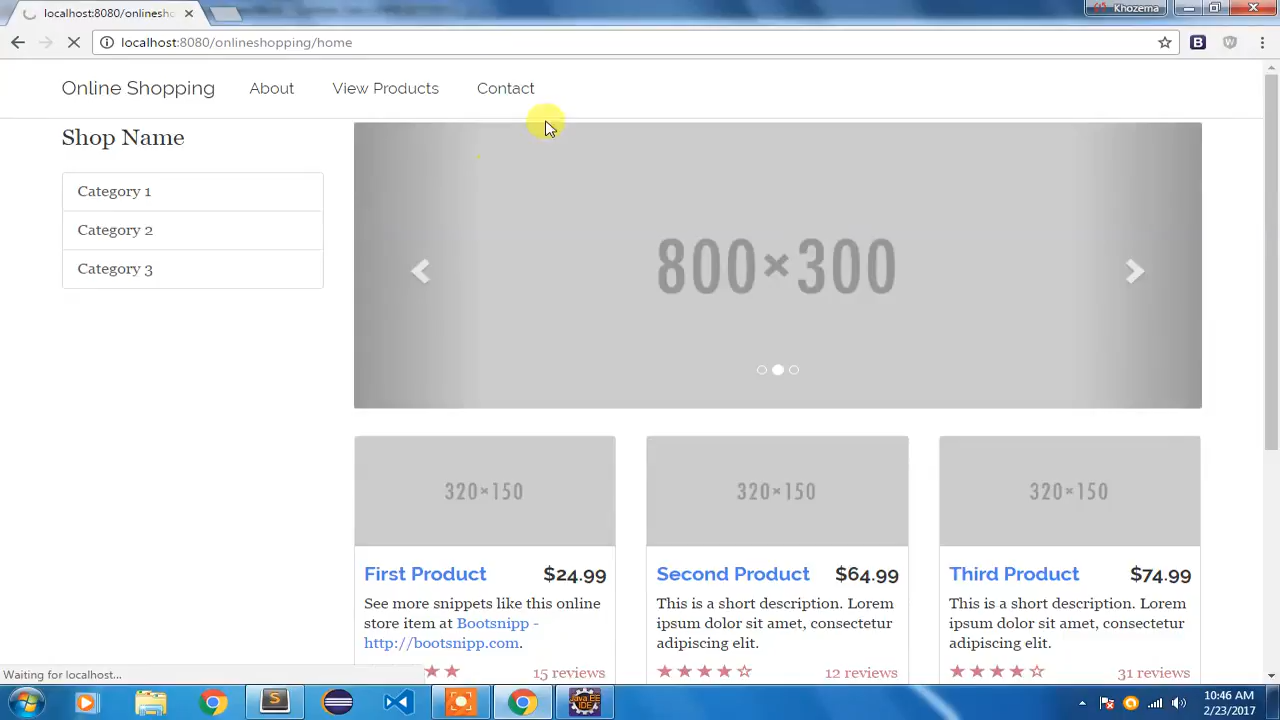 localhost:8080/onlinesho
Khozema
localhost:8080/onlineshopping/home
Online Shopping About View Products Contact
Shop Name
Category 1
Category 2
Category 3
800×300
320×150 320×150 320×150
First Product $24.99
See more snippets like this online
store item at Bootsnipp -
http://bootsnipp.com.
15 reviews
Second Product $64.99
This is a short description. Lorem
ipsum dolor sit amet, consectetur
adipiscing elit.
12 reviews
Third Product $74.99
This is a short description. Lorem
ipsum dolor sit amet, consectetur
adipiscing elit.
31 reviews
Waiting for localhost...
Java EE
IDE
10:46 AM
2/23/2017